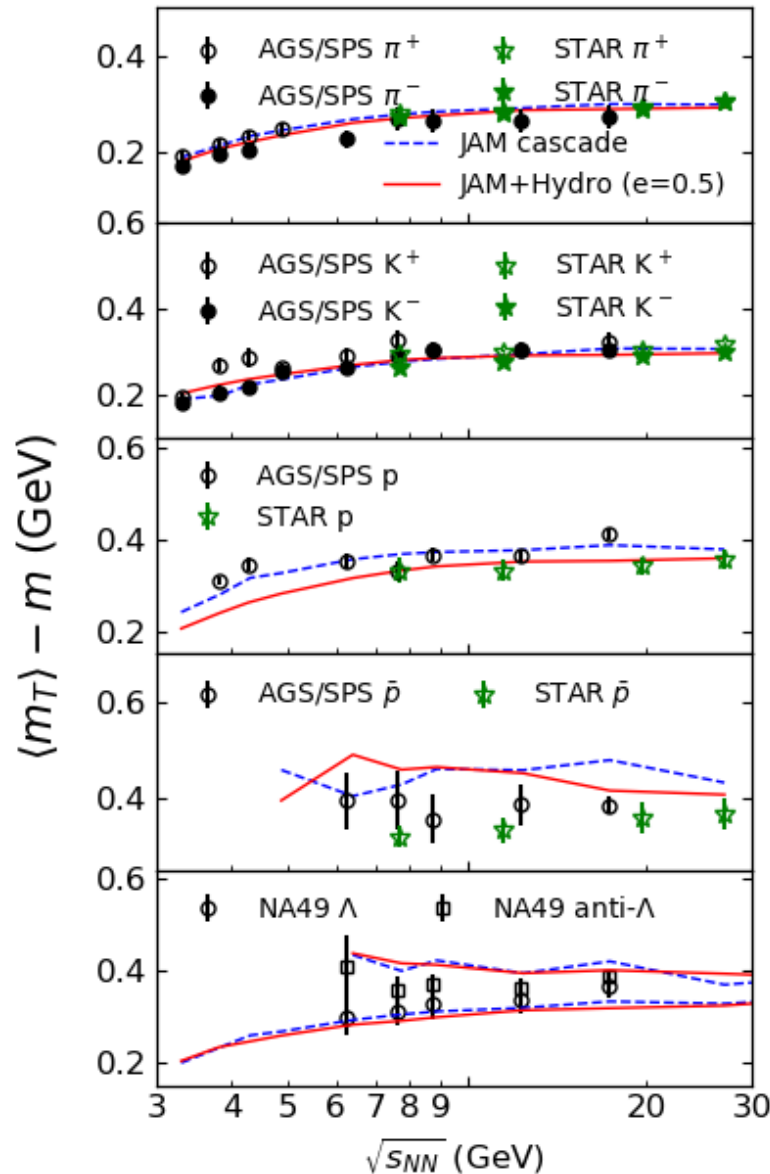 0.4
AGS/SPS π⁺ STAR π⁺
AGS/SPS π⁻ STAR π⁻
0.2
JAM cascade
JAM+Hydro (e=0.5)
0.6
AGS/SPS K⁺ STAR K⁺
AGS/SPS K⁻ STAR K⁻
0.4
0.2
0.6
AGS/SPS p
STAR p
0.4
0.2
⟨m_T⟩ − m (GeV)
AGS/SPS p̄ STAR p̄
0.6
0.4
0.6
NA49 Λ NA49 anti-Λ
0.4
0.2
3 4 5 6 7 8 9 20 30
√s_NN (GeV)